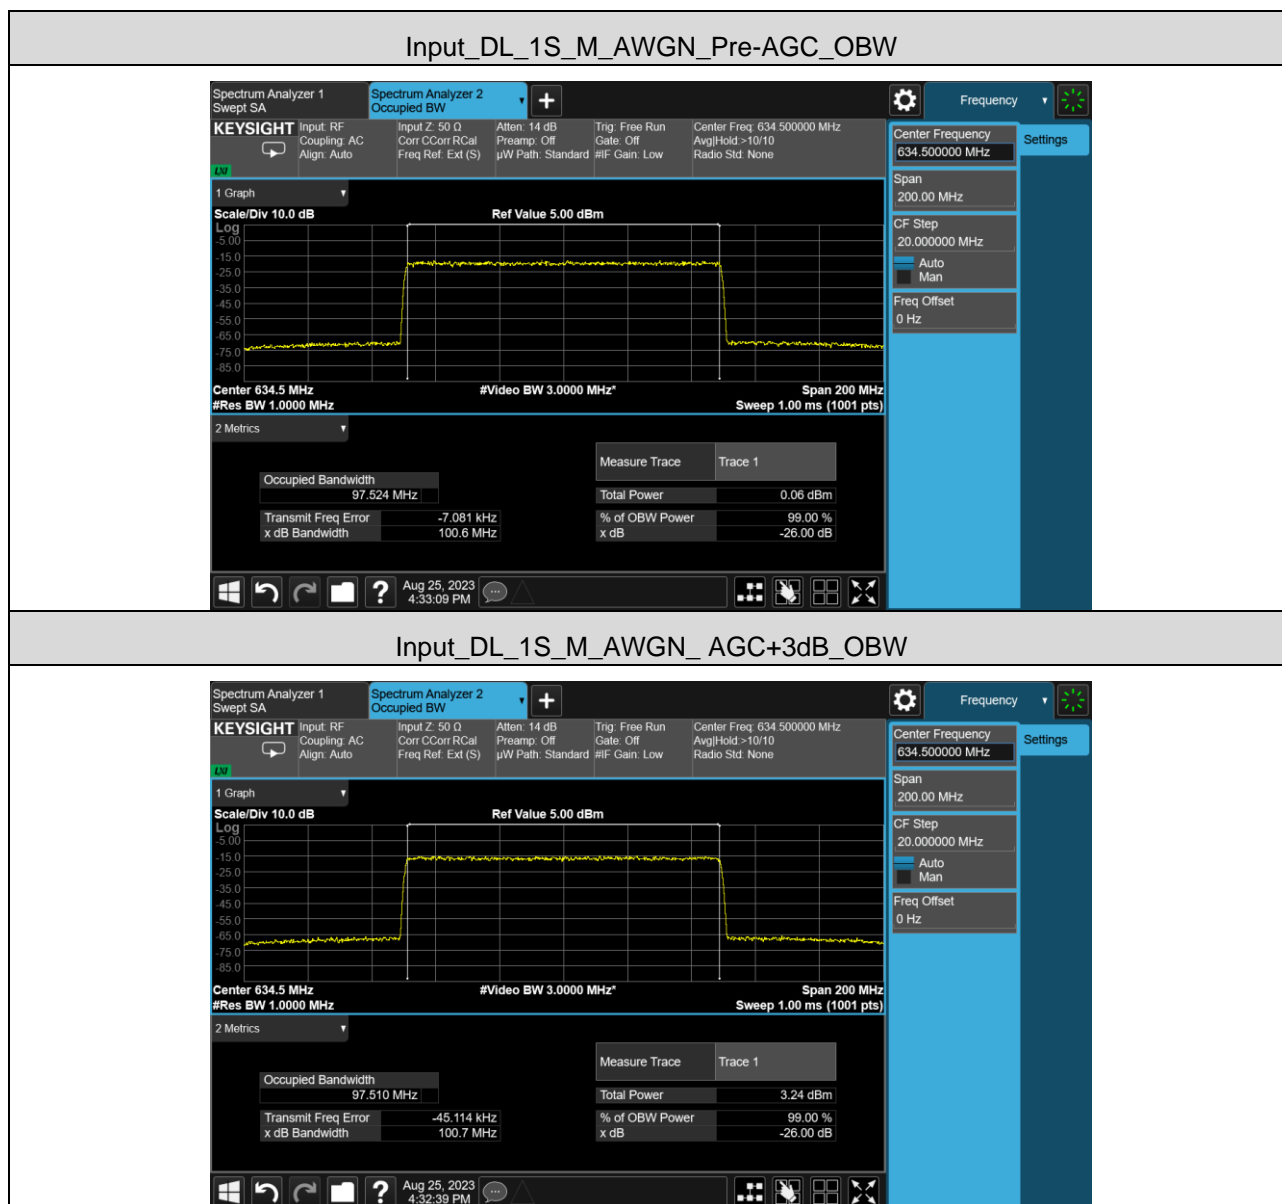 Input_DL_1S_M_AWGN_Pre-AGC_OBW
Spectrum Analyzer 1
Swept SA
Spectrum Analyzer 2
Occupied BW
Frequency
KEYSIGHT
Input: RF
Coupling: AC
Align: Auto
Input Z: 50 Ω
Corr CCorr RCal
Freq Ref: Ext (S)
Atten: 14 dB
Preamp: Off
µW Path: Standard
Trig: Free Run
Gate: Off
#IF Gain: Low
Center Freq: 634.500000 MHz
Avg|Hold:>10/10
Radio Std: None
LXI
Center Frequency
634.500000 MHz
Settings
Span
200.00 MHz
CF Step
20.000000 MHz
Auto
Man
Freq Offset
0 Hz
1 Graph
Scale/Div 10.0 dB
Ref Value 5.00 dBm
Log
-5.00
-15.0
-25.0
-35.0
-45.0
-55.0
-65.0
-75.0
-85.0
Center 634.5 MHz
#Video BW 3.0000 MHz*
Span 200 MHz
#Res BW 1.0000 MHz
Sweep 1.00 ms (1001 pts)
2 Metrics
Measure Trace
Trace 1
Occupied Bandwidth
97.524 MHz
Total Power
0.06 dBm
Transmit Freq Error
-7.081 kHz
% of OBW Power
99.00 %
x dB Bandwidth
100.6 MHz
x dB
-26.00 dB
Aug 25, 2023
4:33:09 PM
Input_DL_1S_M_AWGN_ AGC+3dB_OBW
Spectrum Analyzer 1
Swept SA
Spectrum Analyzer 2
Occupied BW
Frequency
KEYSIGHT
Input: RF
Coupling: AC
Align: Auto
Input Z: 50 Ω
Corr CCorr RCal
Freq Ref: Ext (S)
Atten: 14 dB
Preamp: Off
µW Path: Standard
Trig: Free Run
Gate: Off
#IF Gain: Low
Center Freq: 634.500000 MHz
Avg|Hold:>10/10
Radio Std: None
LXI
Center Frequency
634.500000 MHz
Settings
Span
200.00 MHz
CF Step
20.000000 MHz
Auto
Man
Freq Offset
0 Hz
1 Graph
Scale/Div 10.0 dB
Ref Value 5.00 dBm
Log
-5.00
-15.0
-25.0
-35.0
-45.0
-55.0
-65.0
-75.0
-85.0
Center 634.5 MHz
#Video BW 3.0000 MHz*
Span 200 MHz
#Res BW 1.0000 MHz
Sweep 1.00 ms (1001 pts)
2 Metrics
Measure Trace
Trace 1
Occupied Bandwidth
97.510 MHz
Total Power
3.24 dBm
Transmit Freq Error
-45.114 kHz
% of OBW Power
99.00 %
x dB Bandwidth
100.7 MHz
x dB
-26.00 dB
Aug 25, 2023
4:32:39 PM